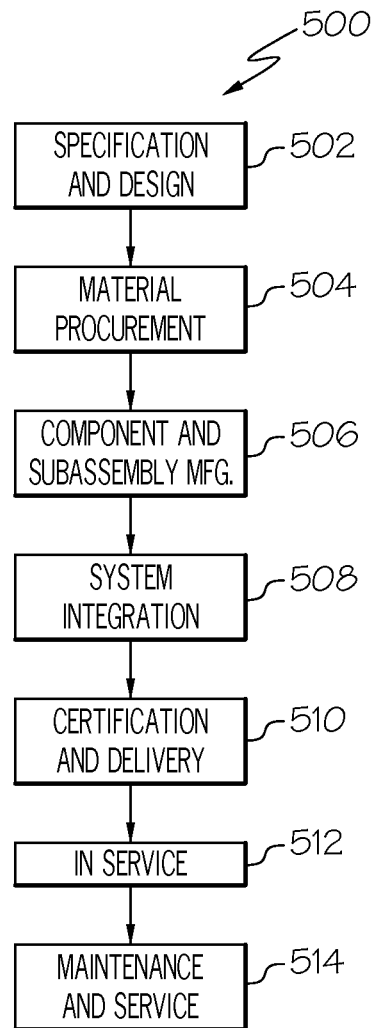 500
SPECIFICATION
AND DESIGN
502
MATERIAL
PROCUREMENT
504
COMPONENT AND
SUBASSEMBLY MFG.
506
SYSTEM
INTEGRATION
508
CERTIFICATION
AND DELIVERY
510
IN SERVICE
512
MAINTENANCE
AND SERVICE
514